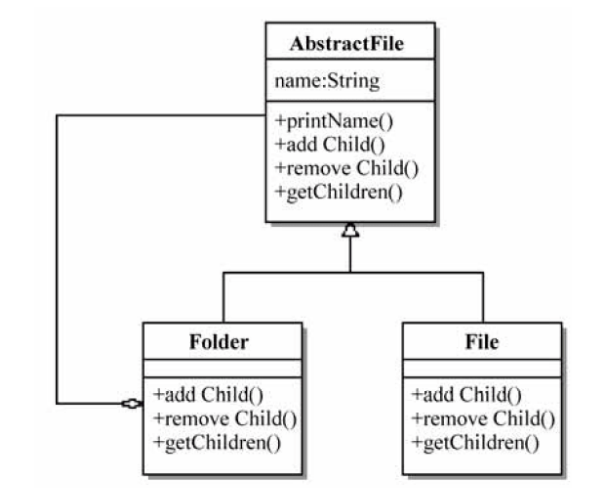 AbstractFile
name:String
+printName()
+add Child()
+remove Child()
+getChildren()
Folder
+add Child()
+remove Child()
+getChildren()
File
+add Child()
+remove Child()
+getChildren()